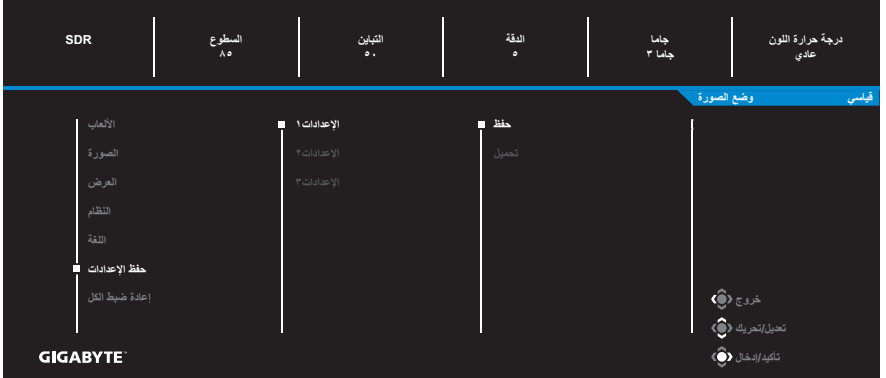 SDR
السطوع
٨٥
التباين
٥٠
الدقة
٥
جاما
جاما ٣
درجة حرارة اللون
عادي
وضع الصورة
قياسي
الألعاب
الصورة
العرض
النظام
اللغة
حفظ الإعدادات
إعادة ضبط الكل
الإعدادات١
الإعدادات٢
الإعدادات٣
حفظ
تحميل
خروج
تعديل/تحريك
تأكيد/إدخال
GIGABYTE